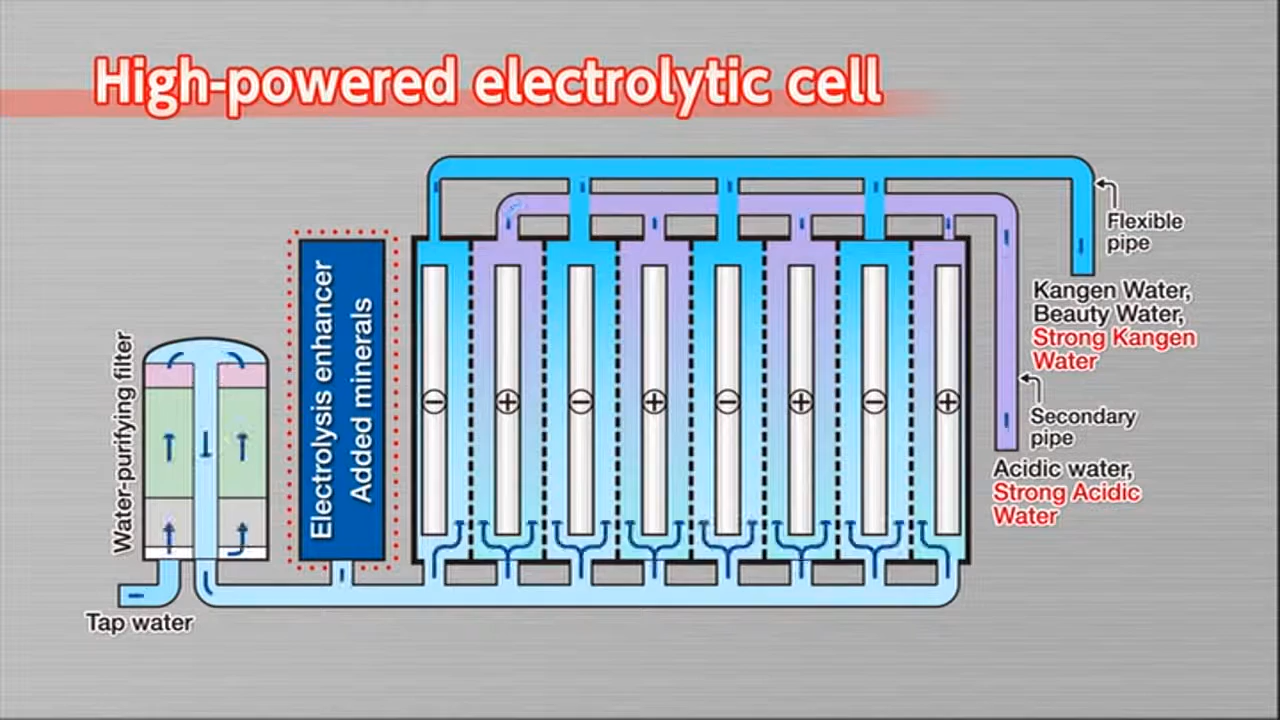 High-powered electrolytic cell
Flexible
pipe
Kangen Water,
Beauty Water,
Strong Kangen
Water
Secondary
pipe
Acidic water,
Strong Acidic
Water
Electrolysis enhancer
Added minerals
Water-purifying filter
Tap water
− + − + − + − +